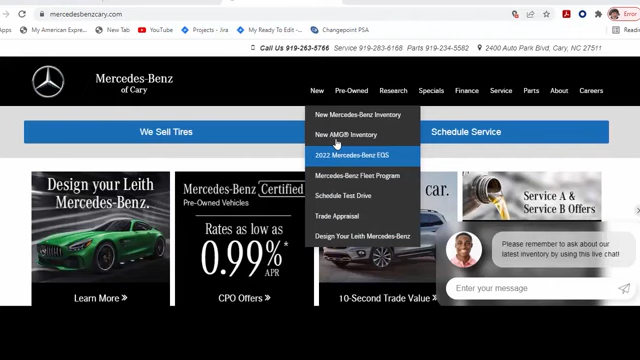 mercedesbenzcary.com
Error
My American Expre...
New Tab
YouTube
Projects - Jira
My Ready To Edit -...
Changepoint PSA
Call Us 919-263-5766 Service 919-283-6168 Parts 919-234-5582 2400 Auto Park Blvd, Cary, NC 27511
Mercedes-Benz
of Cary
New Pre-Owned Research Specials Finance Service Parts About Careers
New Mercedes-Benz Inventory
New AMG® Inventory
2022 Mercedes-Benz EQS
Mercedes-Benz Fleet Program
Schedule Test Drive
Trade Appraisal
Design Your Leith Mercedes-Benz
We Sell Tires
Schedule Service
Design your Leith
Mercedes-Benz.
Learn More »
Mercedes-Benz Certified
Pre-Owned Vehicles
Rates as low as
0.99%*
APR
CPO Offers »
car.
10-Second Trade Value »
Service A &
Service B Offers
Please remember to ask about our
latest inventory by using this live chat!
Enter your message